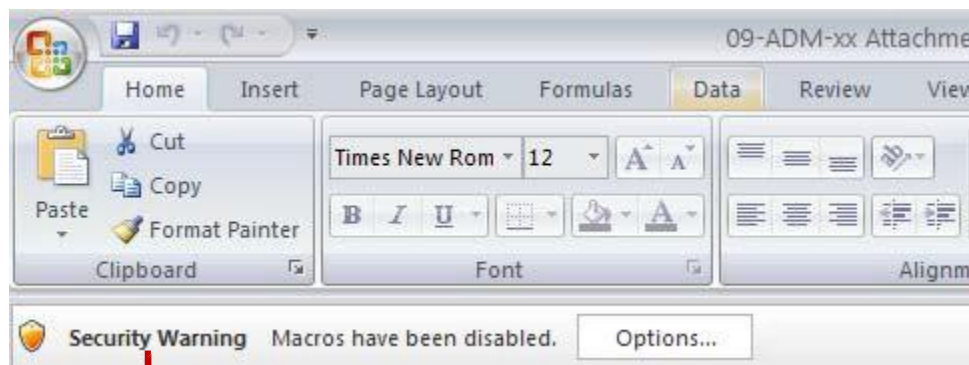 09-ADM-xx Attachme
Home Insert Page Layout Formulas Data Review View
Cut
Copy
Paste
Format Painter
Clipboard
Times New Rom 12 A A
B I U A
Font
Alignm
Security Warning Macros have been disabled. Options...